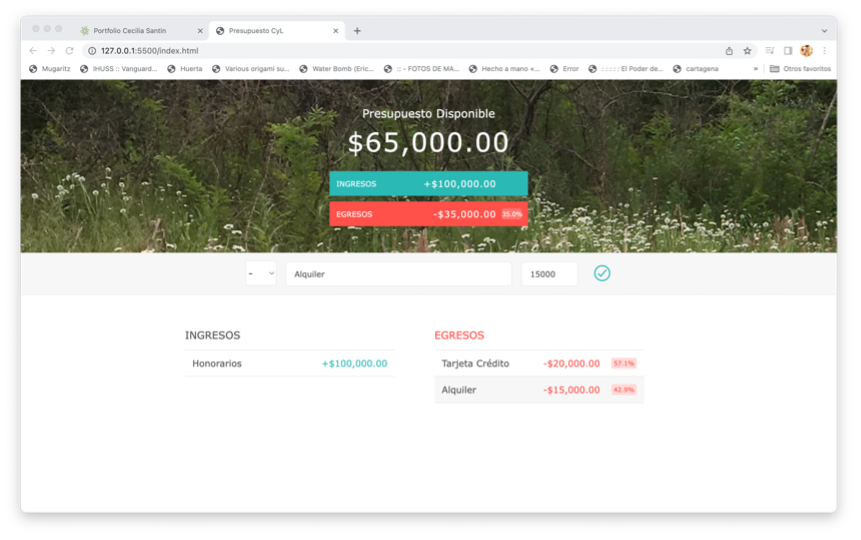 Portfolio Cecilia Santin
Presupuesto CyL
127.0.0.1:5500/index.html
Mugaritz
IHUSS :: Vanguard...
Huerta
Various origami su...
Water Bomb (Eric...
:: - FOTOS DE MA...
Hecho a mano «...
Error
: : : : : El Poder de...
cartagena
»
Otros favoritos
Presupuesto Disponible
$65,000.00
INGRESOS +$100,000.00
EGRESOS -$35,000.00 35.0%
- Alquiler 15000
INGRESOS
Honorarios +$100,000.00
EGRESOS
Tarjeta Crédito -$20,000.00 57.1%
Alquiler -$15,000.00 42.9%